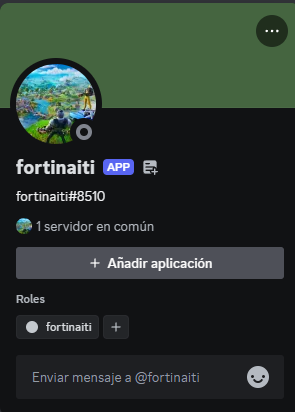 fortinaiti APP
fortinaiti#8510
1 servidor en común
+ Añadir aplicación
Roles
fortinaiti +
Enviar mensaje a @fortinaiti